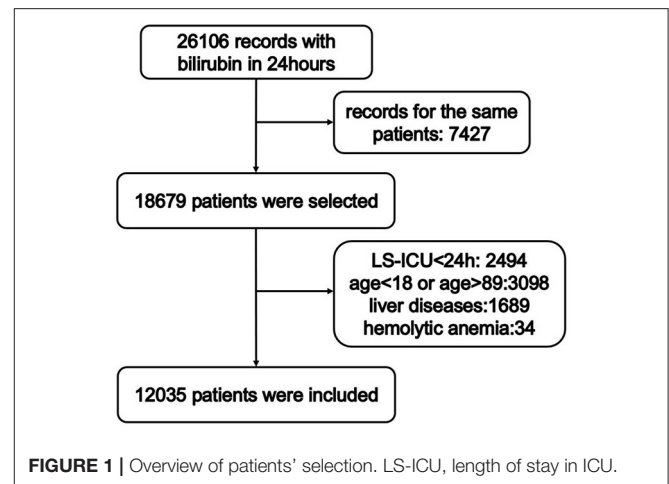 26106 records with
bilirubin in 24hours
records for the same
patients: 7427
18679 patients were selected
LS-ICU<24h: 2494
age<18 or age>89:3098
liver diseases:1689
hemolytic anemia:34
12035 patients were included
FIGURE 1 | Overview of patients' selection. LS-ICU, length of stay in ICU.